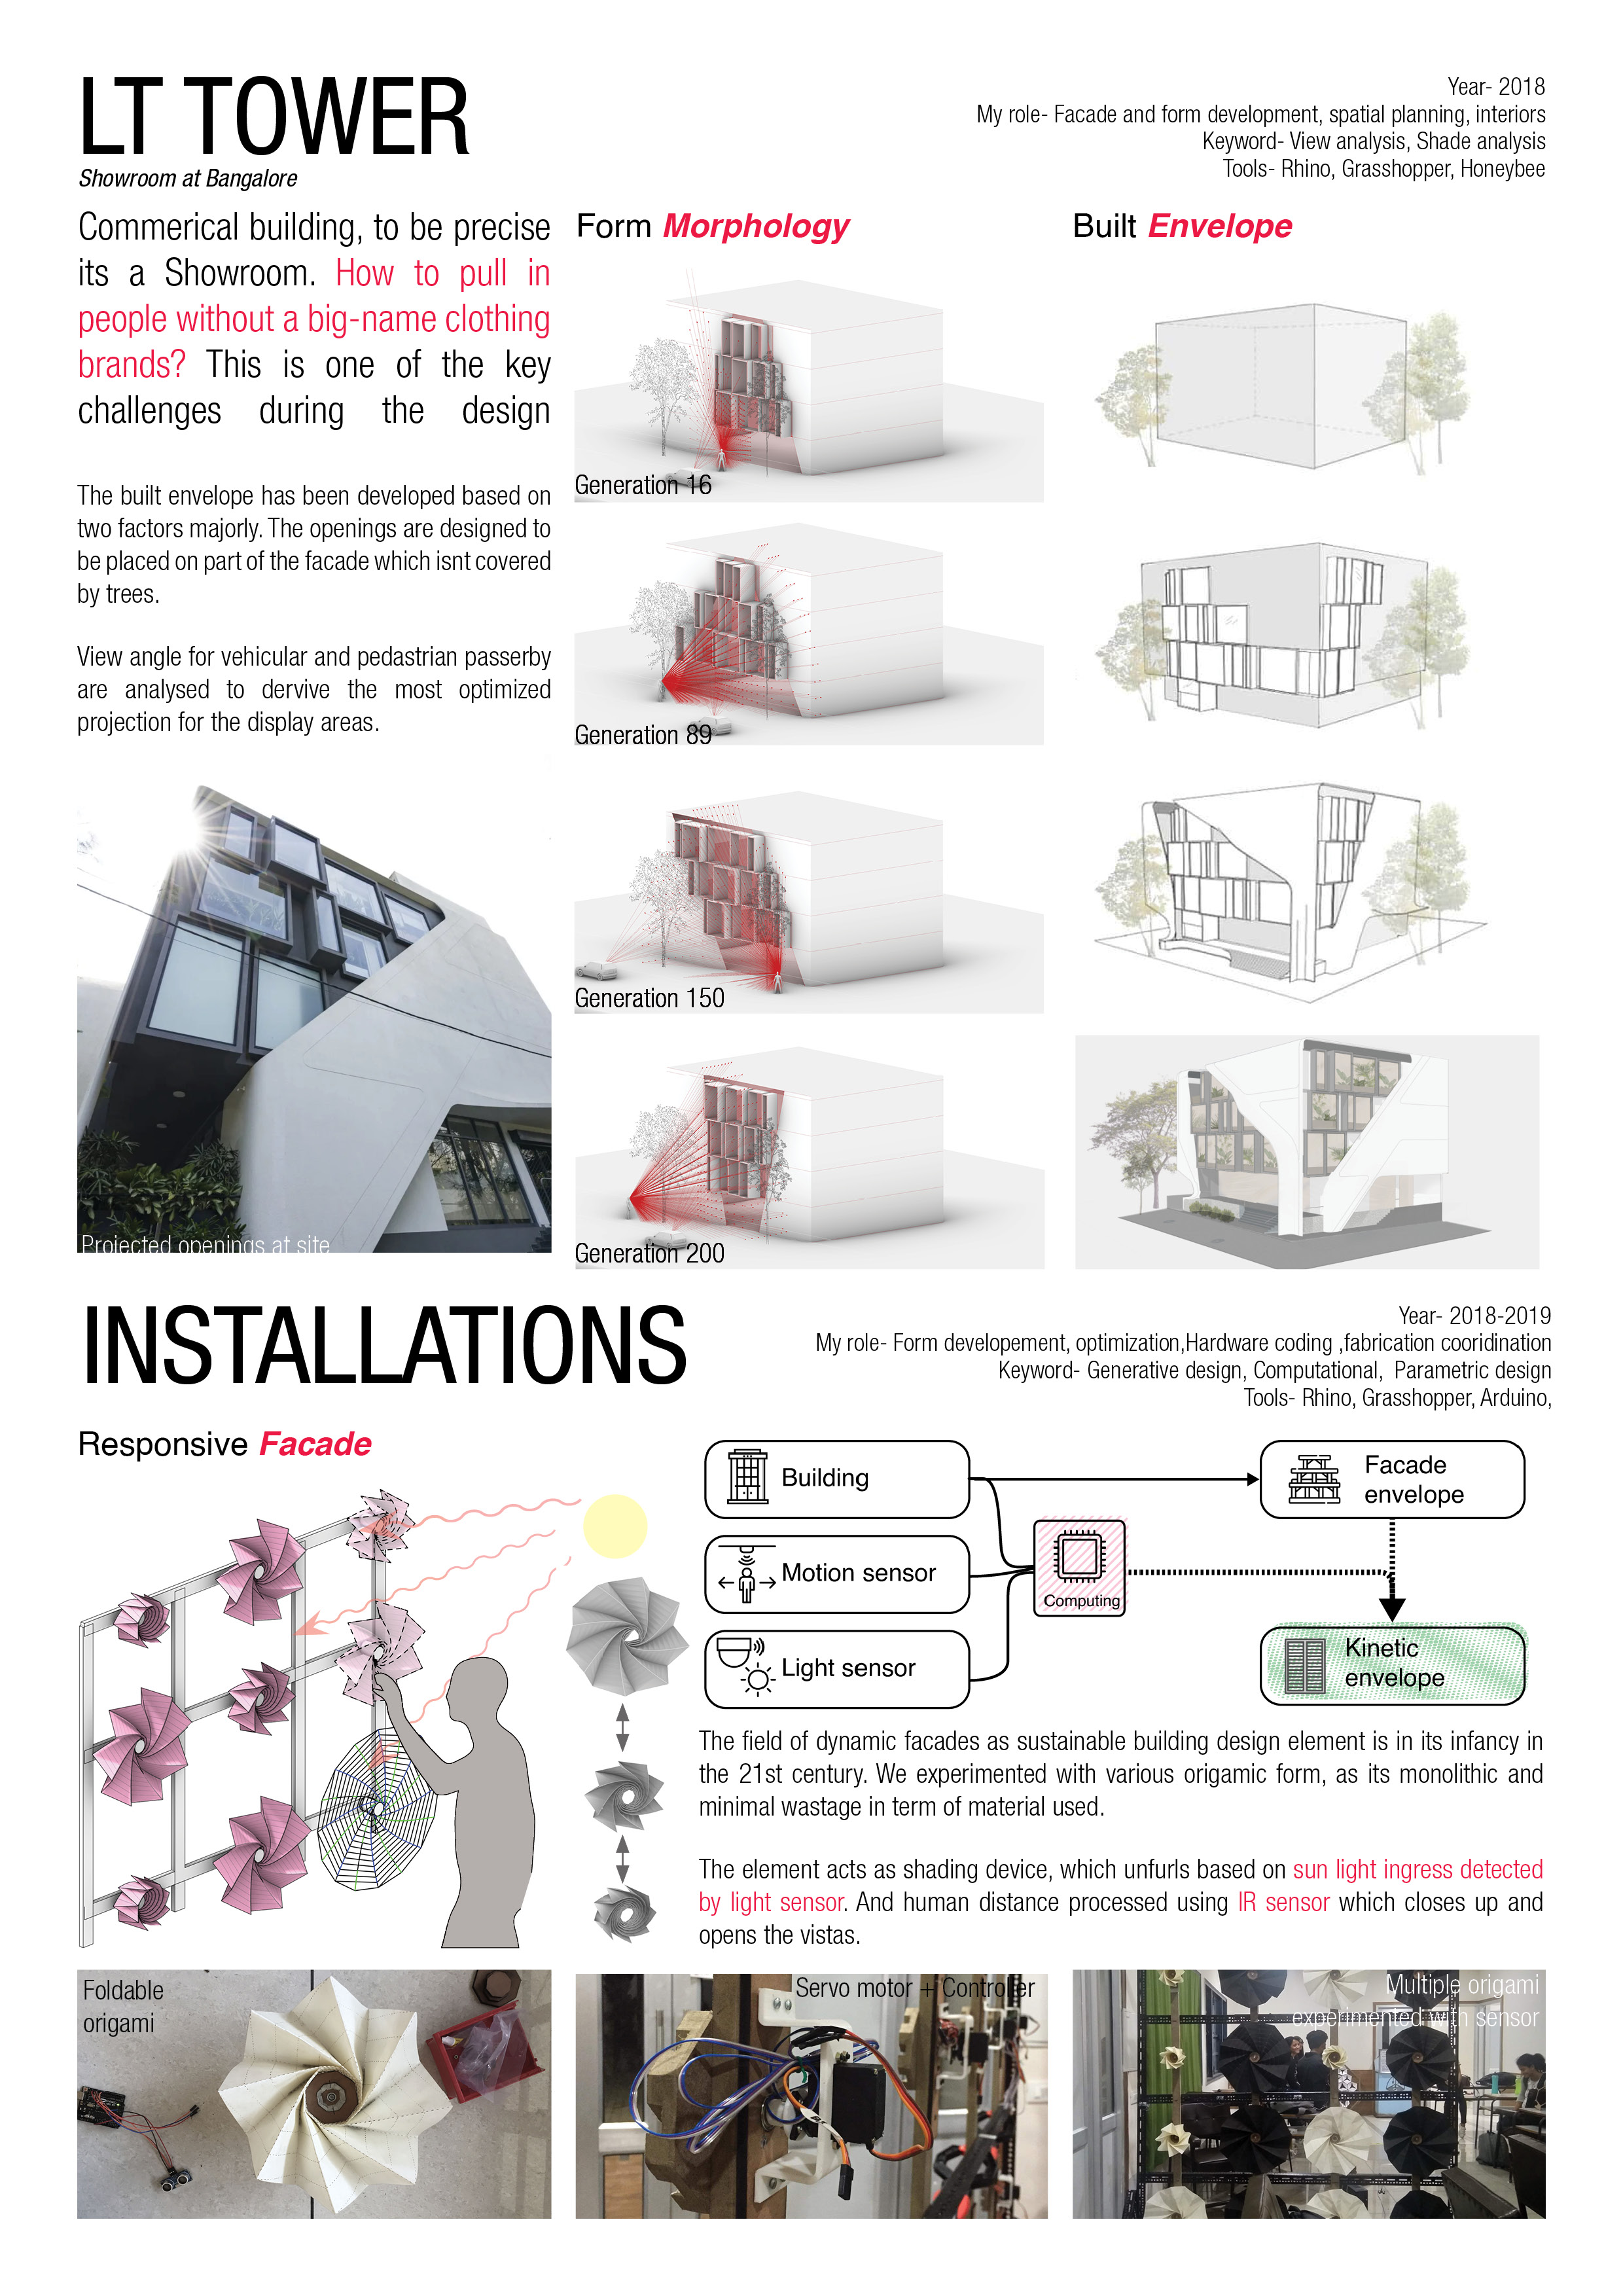 LT TOWER
Showroom at Bangalore
Year- 2018
My role- Facade and form development, spatial planning, interiors
Keyword- View analysis, Shade analysis
Tools- Rhino, Grasshopper, Honeybee
Commerical building, to be precise
its a Showroom. How to pull in
people without a big-name clothing
brands? This is one of the key
challenges during the design
The built envelope has been developed based on
two factors majorly. The openings are designed to
be placed on part of the facade which isnt covered
by trees.
View angle for vehicular and pedastrian passerby
are analysed to dervive the most optimized
projection for the display areas.
Projected openings at site
Form Morphology
Generation 16
Generation 89
Generation 150
Generation 200
Built Envelope
INSTALLATIONS
Year- 2018-2019
My role- Form developement, optimization,Hardware coding ,fabrication cooridination
Keyword- Generative design, Computational, Parametric design
Tools- Rhino, Grasshopper, Arduino,
Responsive Facade
Building
Motion sensor
Light sensor
Computing
Facade
envelope
Kinetic
envelope
The field of dynamic facades as sustainable building design element is in its infancy in
the 21st century. We experimented with various origamic form, as its monolithic and
minimal wastage in term of material used.
The element acts as shading device, which unfurls based on sun light ingress detected
by light sensor. And human distance processed using IR sensor which closes up and
opens the vistas.
Foldable
origami
Servo motor + Controller
Multiple origami
experimented with sensor